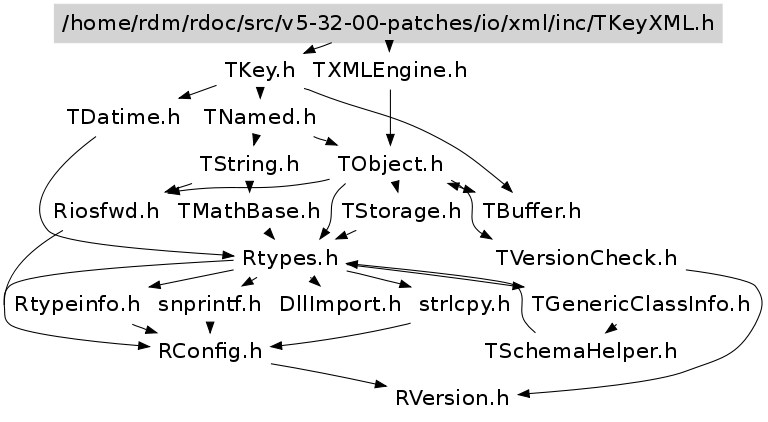 /home/rdm/rdoc/src/v5-32-00-patches/io/xml/inc/TKeyXML.h
TKey.h
TXMLEngine.h
TDatime.h
TNamed.h
TString.h
TObject.h
Riosfwd.h
TMathBase.h
TStorage.h
TBuffer.h
Rtypes.h
TVersionCheck.h
Rtypeinfo.h
snprintf.h
DllImport.h
strlcpy.h
TGenericClassInfo.h
RConfig.h
TSchemaHelper.h
RVersion.h